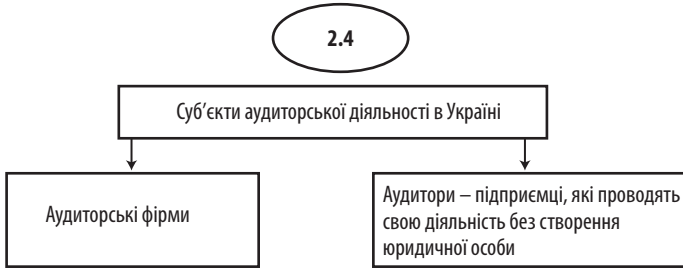 2.4
Суб’єкти аудиторської діяльності в Україні
Аудиторські фірми
Аудитори – підприємці, які проводять
свою діяльність без створення
юридичної особи